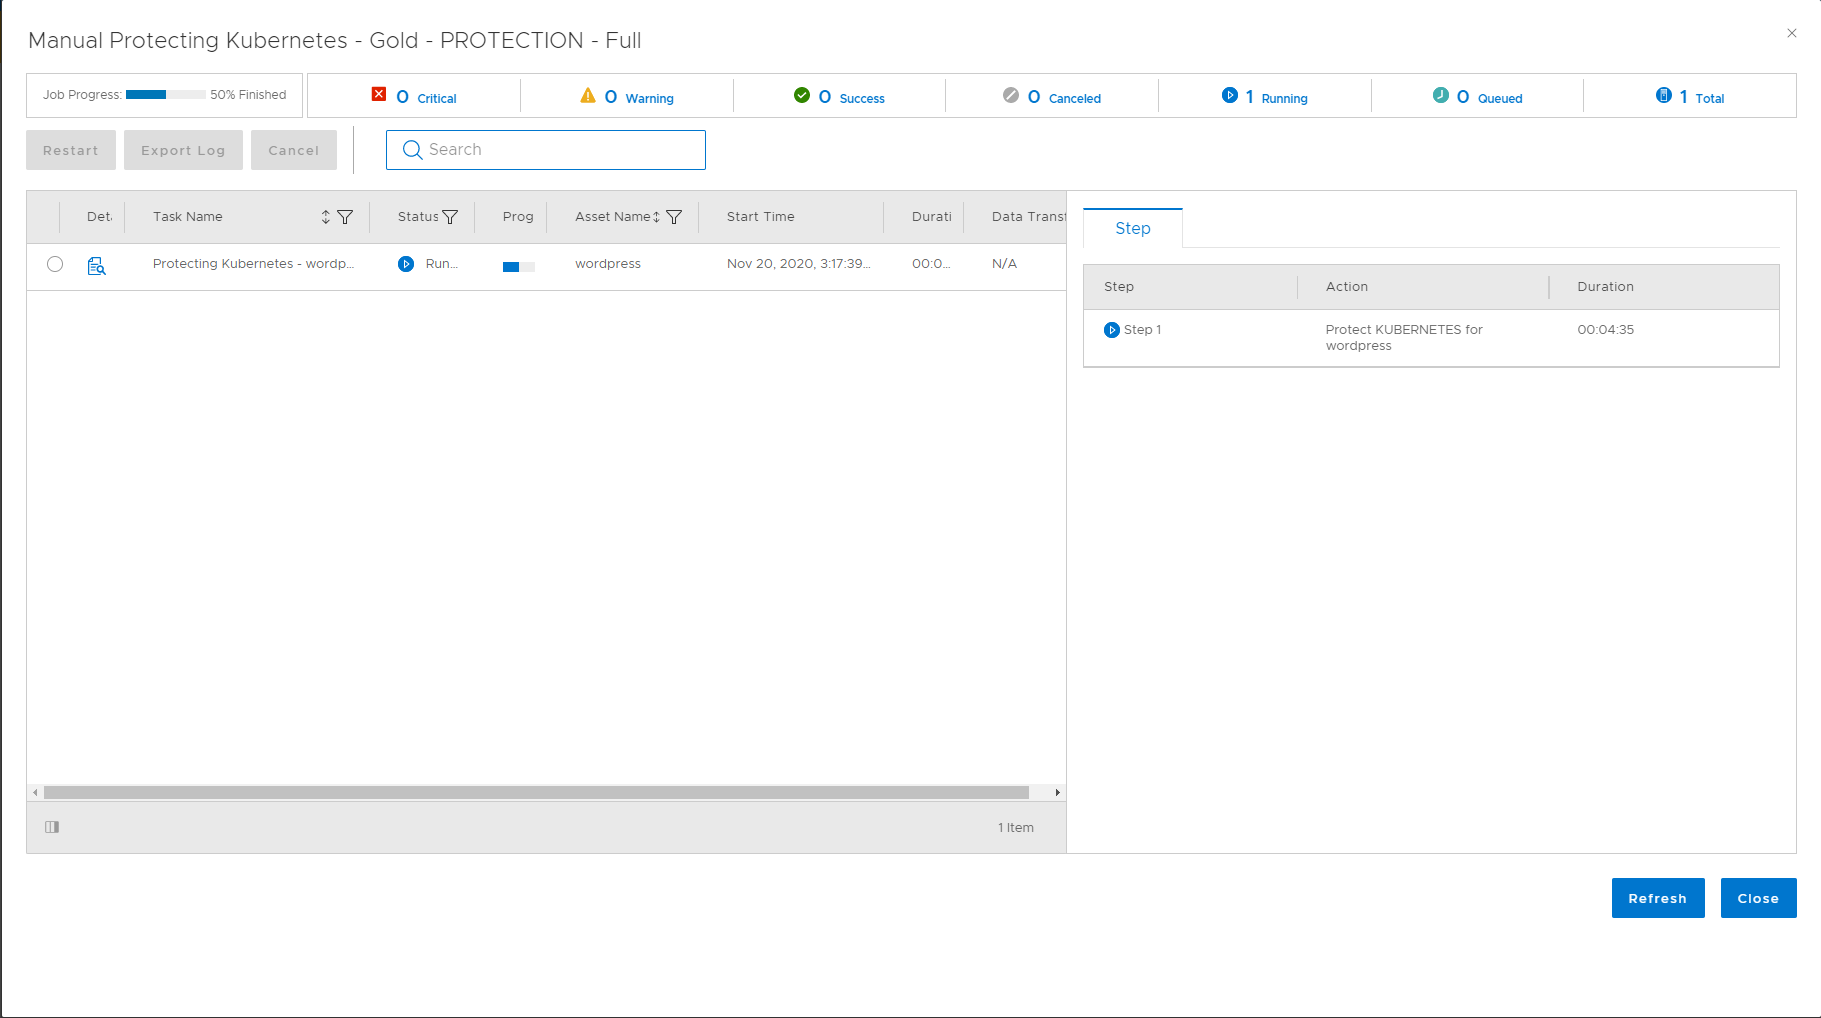 Manual Protecting Kubernetes - Gold - PROTECTION - Full
Job Progress: 50% Finished
0 Critical
0 Warning
0 Success
0 Canceled
1 Running
0 Queued
1 Total
Restart
Export Log
Cancel
Search
Det
Task Name
Status
Prog
Asset Name
Start Time
Durati
Data Transf
Protecting Kubernetes - wordp...
Run...
wordpress
Nov 20, 2020, 3:17:39...
00:0...
N/A
1 Item
Step
Step
Action
Duration
Step 1
Protect KUBERNETES for
wordpress
00:04:35
Refresh
Close